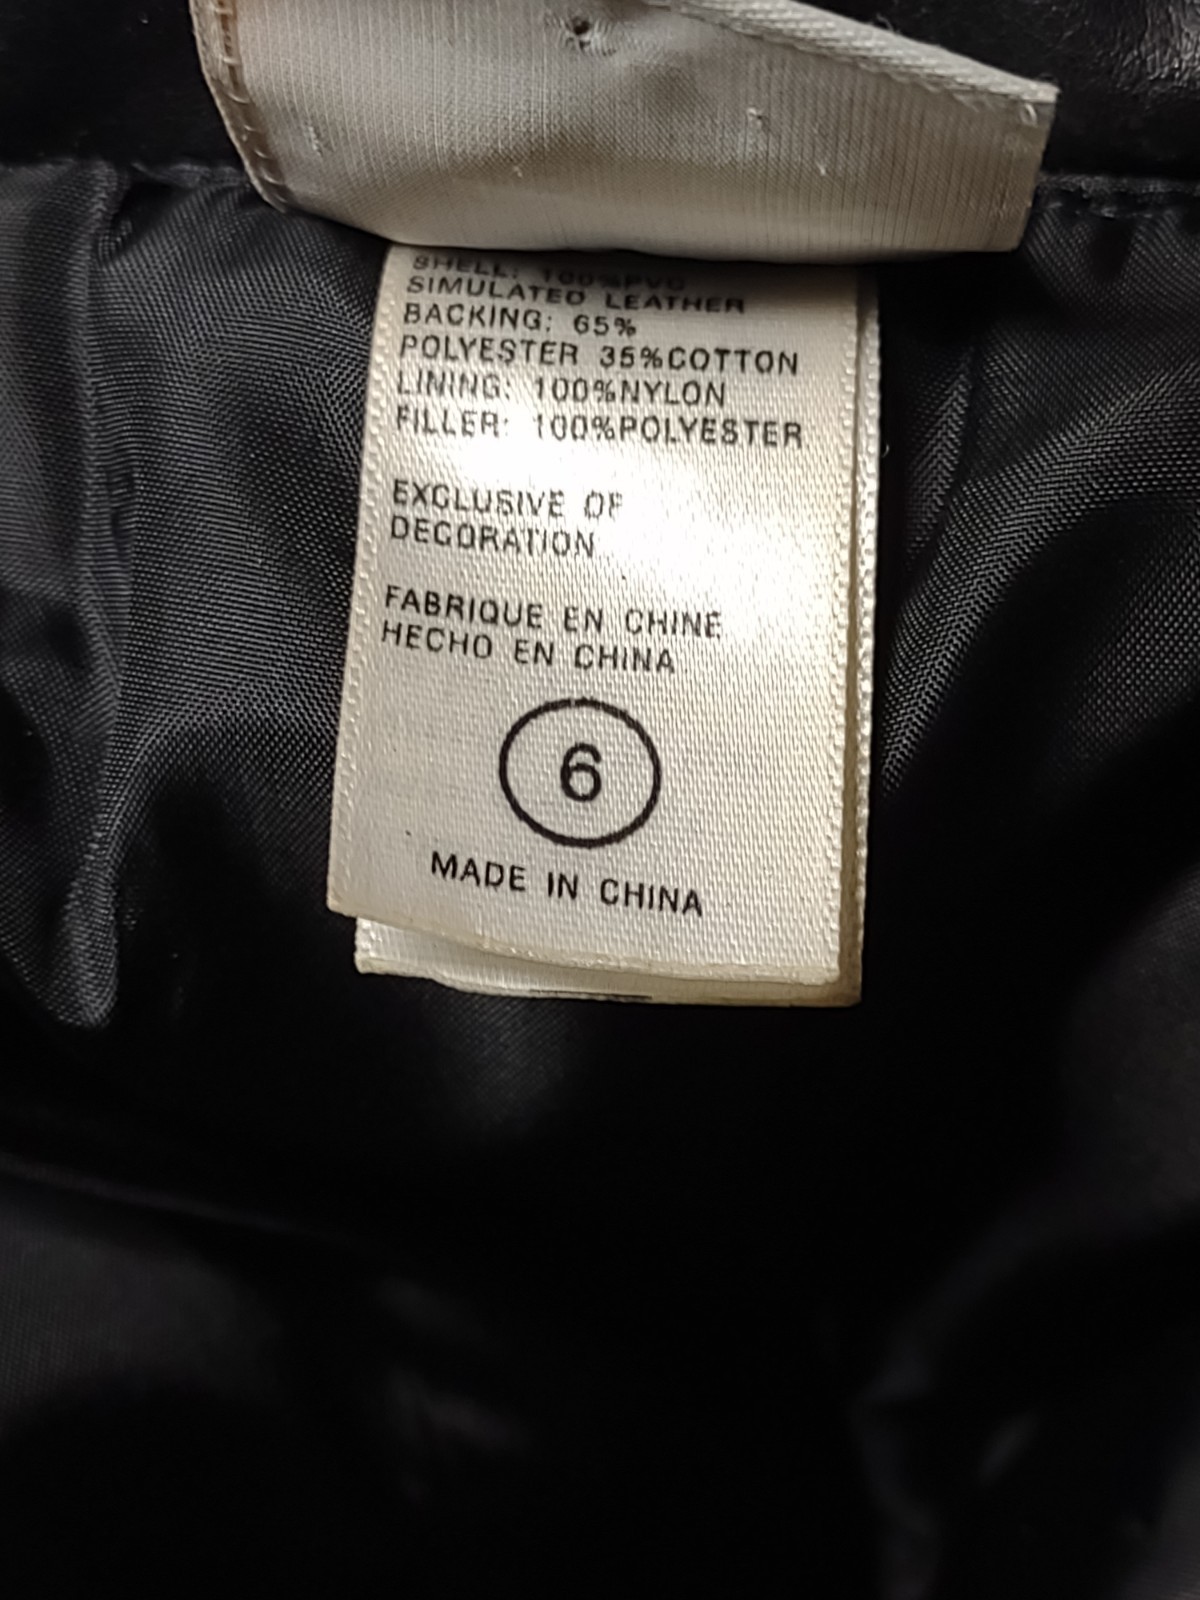 SHELL: 100%PVC
SIMULATED LEATHER
BACKING: 65%
POLYESTER 35%COTTON
LINING: 100%NYLON
FILLER: 100%POLYESTER
EXCLUSIVE OF
DECORATION
FABRIQUE EN CHINE
HECHO EN CHINA
6
MADE IN CHINA